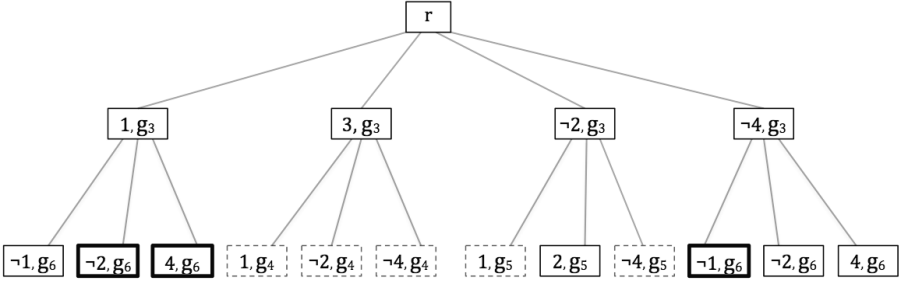 r
1,g₃ 3,g₃ ¬2,g₃ ¬4,g₃
¬1,g₆ ¬2,g₆ 4,g₆ 1,g₄ ¬2,g₄ ¬4,g₄ 1,g₅ 2,g₅ ¬4,g₅ ¬1,g₆ ¬2,g₆ 4,g₆